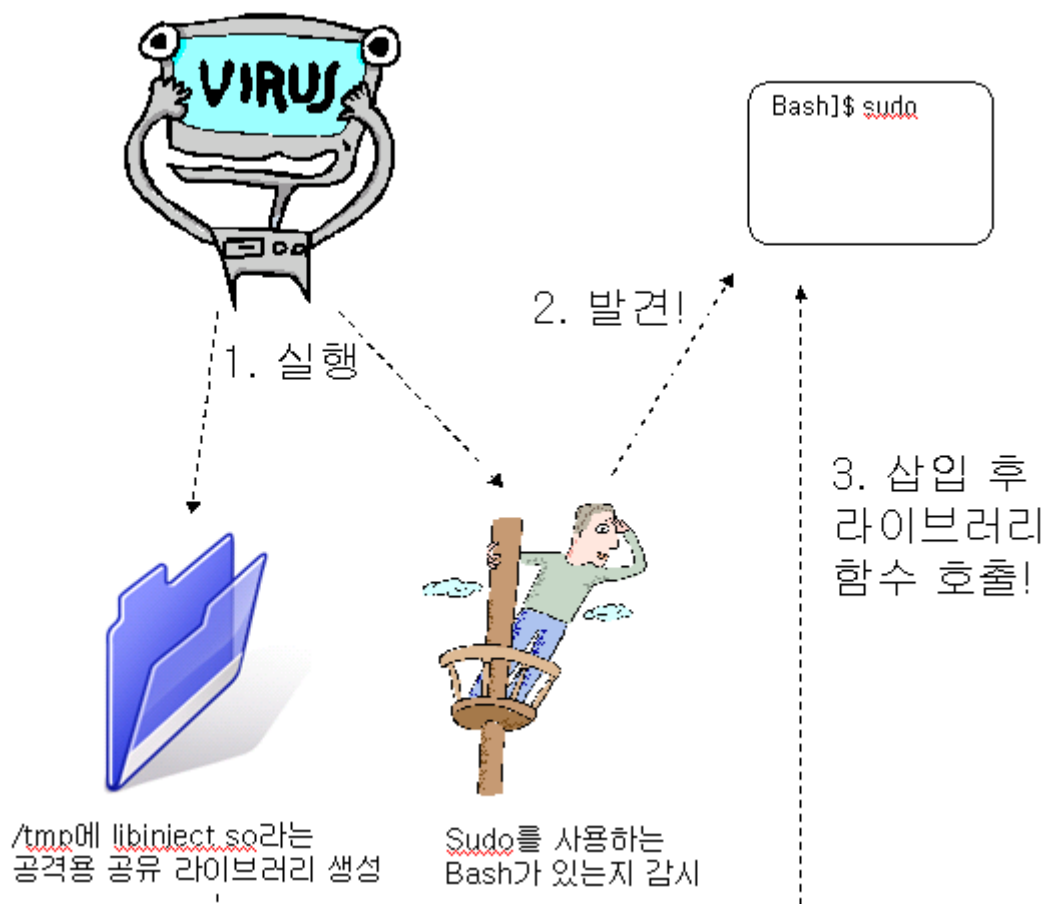 VIRUS
Bash]$ sudo
2. 발견!
1. 실행
3. 삽입 후
라이브러리
함수 호출!
/tmp에 libinject.so라는
공격용 공유 라이브러리 생성
Sudo를 사용하는
Bash가 있는지 감시